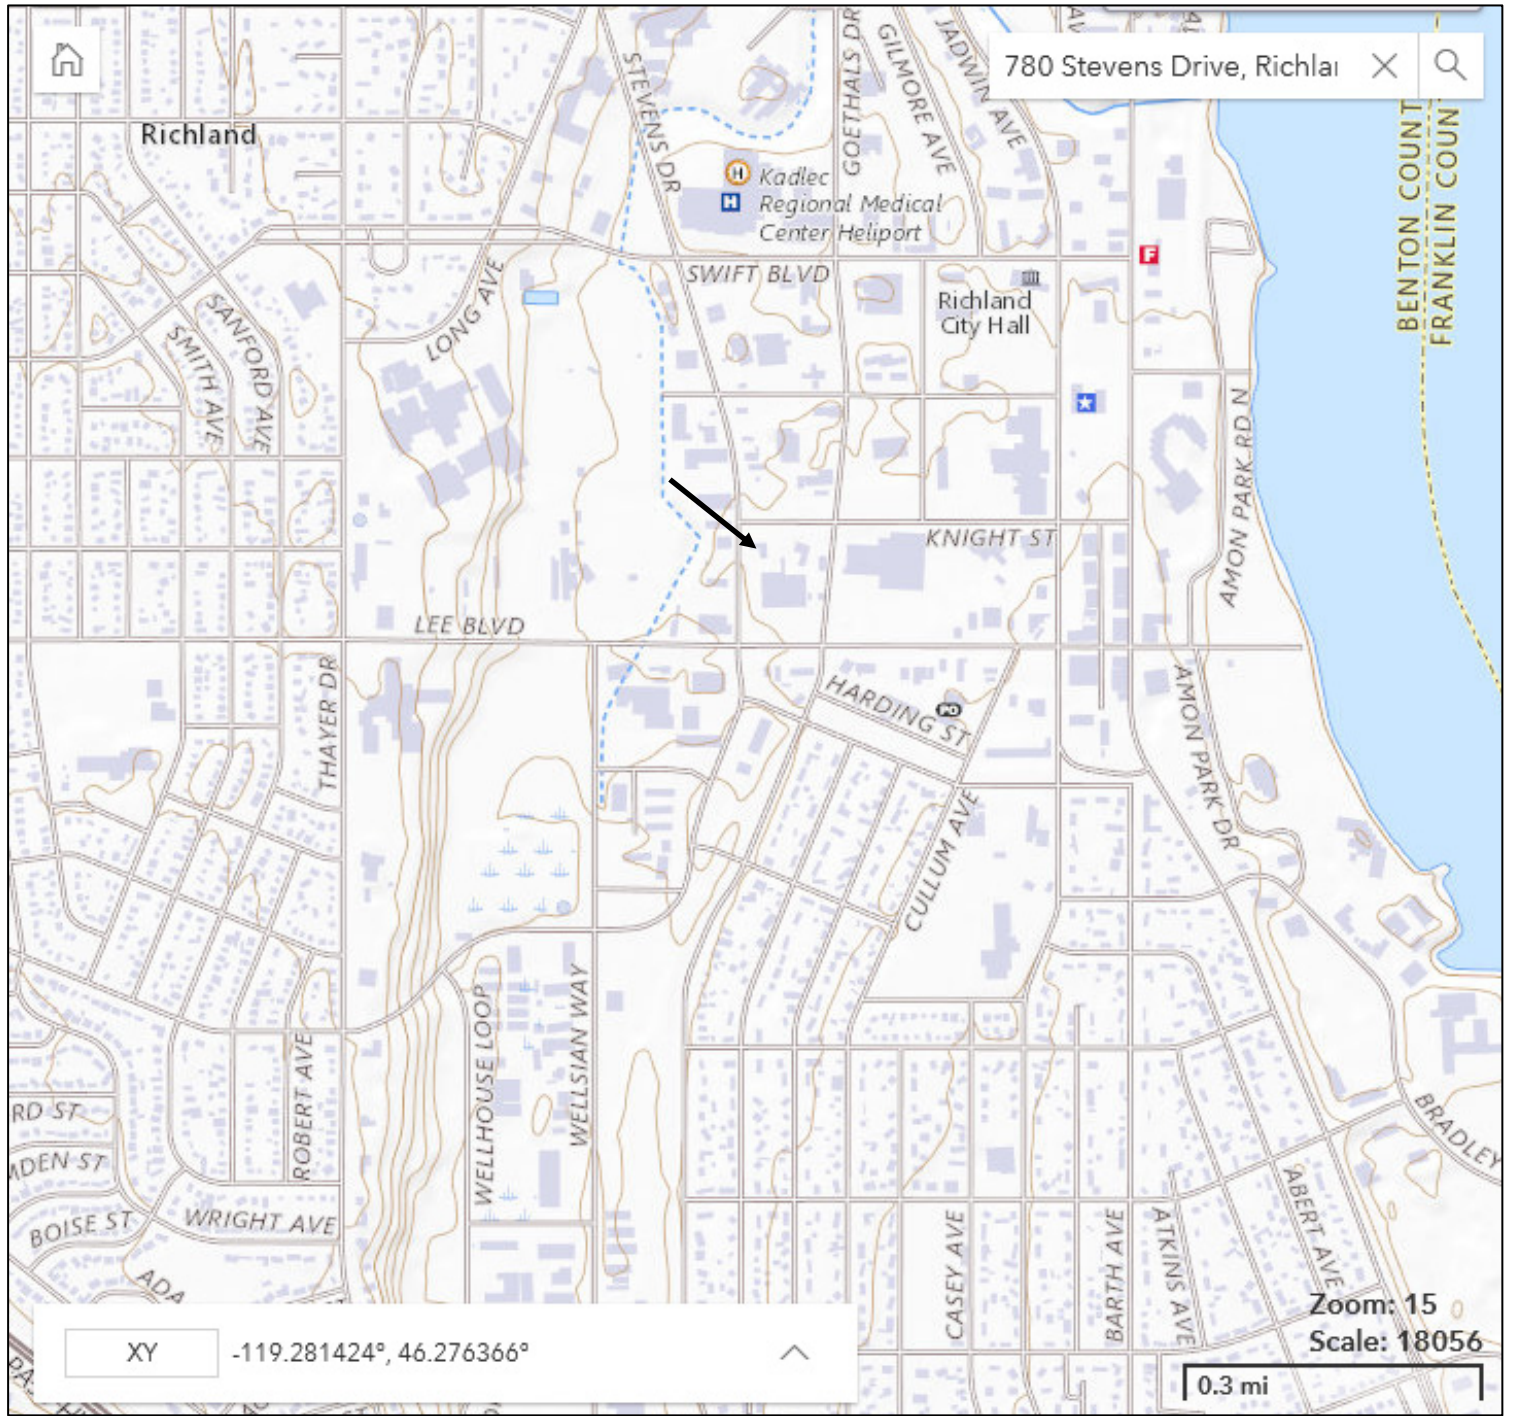 780 Stevens Drive, Richlar
Richland
STEVENS DR
GOETHALS DR
GILMORE AVE
JADWIN AVE
H
Kadlec
H
Regional Medical
Center Heliport
BENTON COUNT
FRANKLIN COUN
F
SWIFT BLVD
Richland
City Hall
LONG AVE
SANFORD AVE
SMITH AVE
AMON PARK RD N
KNIGHT ST
LEE BLVD
THAYER DR
HARDING ST
PO
AMON PARK DR
CULLUM AVE
WELLHOUSE LOOP
WELLSIAN WAY
ROBERT AVE
RD ST
MDEN ST
BOISE ST
WRIGHT AVE
ADA
BRADLEY
ABERT AVE
CASEY AVE
BARTH AVE
ATKINS AVE
Zoom: 15
Scale: 18056
0.3 mi
XY
-119.281424°, 46.276366°